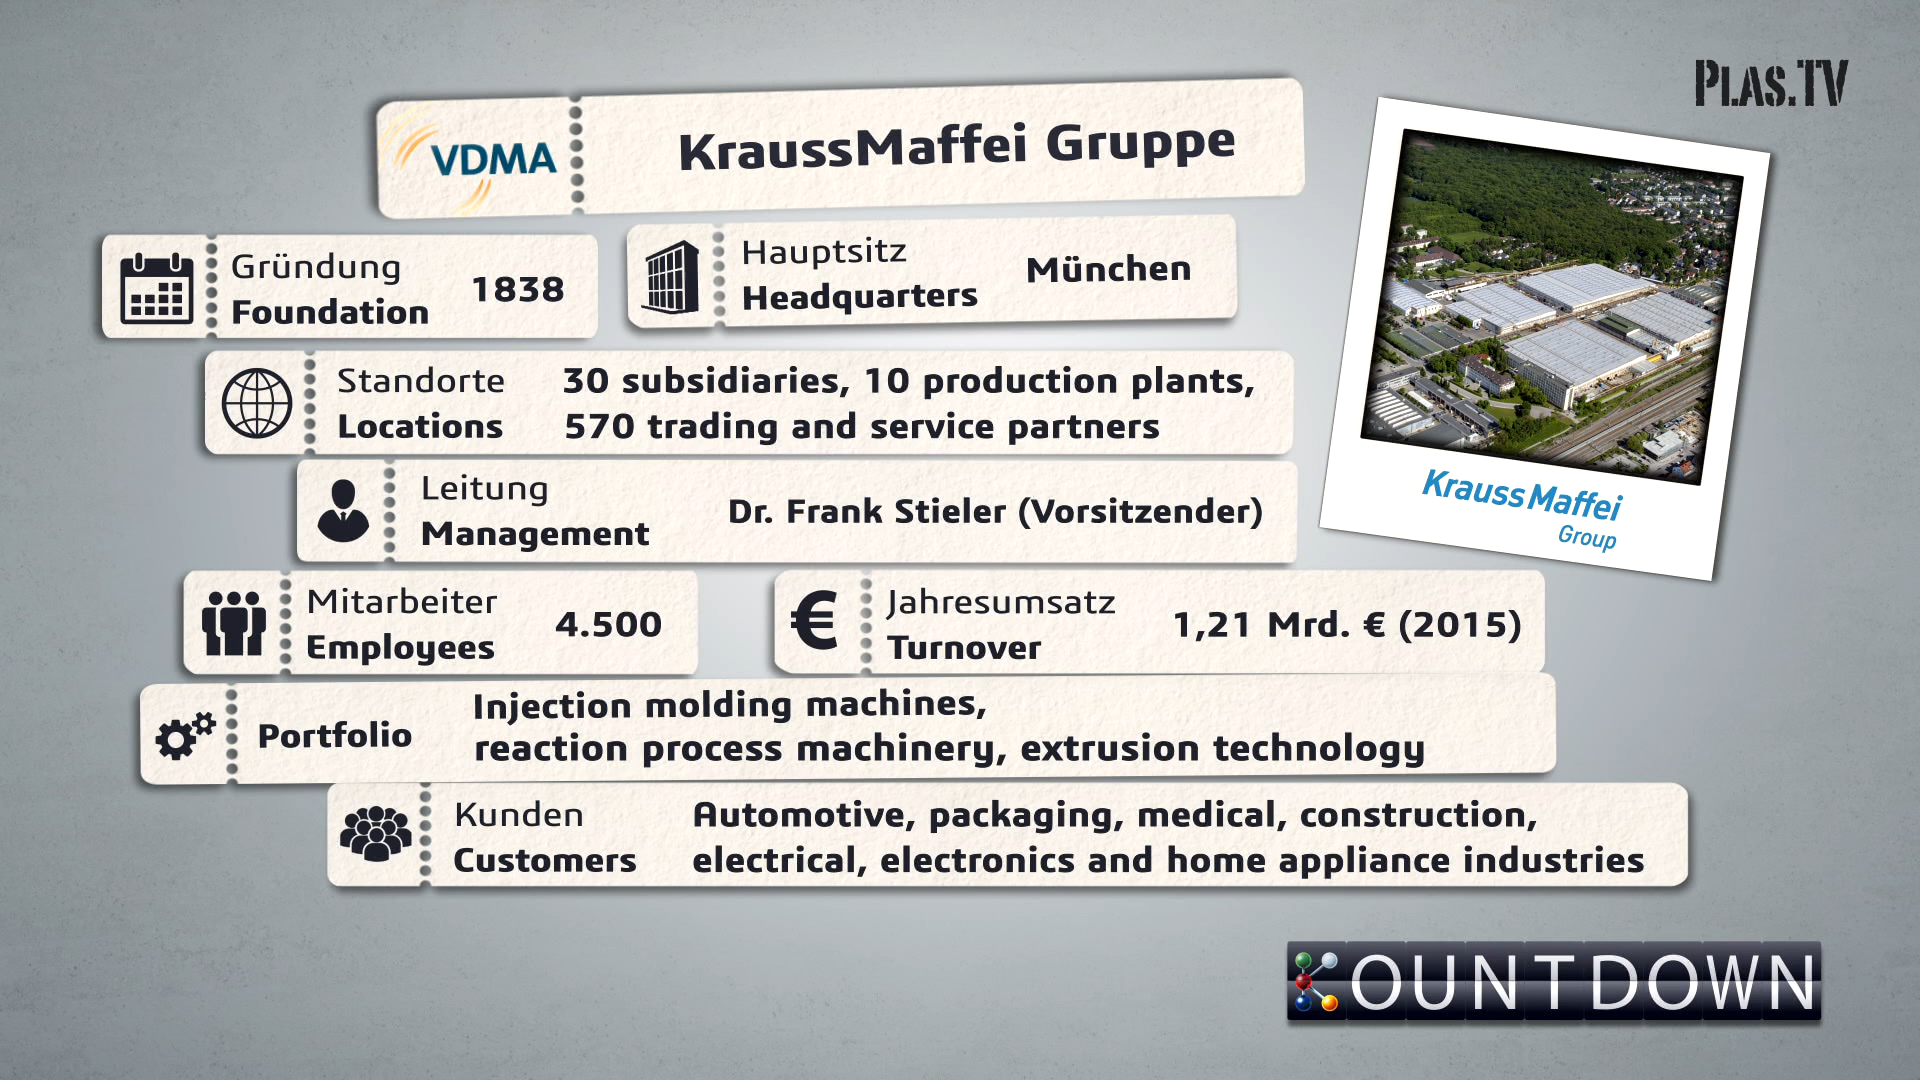 PLAS.TV
VDMA
KraussMaffei Gruppe
Gründung
Foundation
1838
Hauptsitz
Headquarters
München
Standorte
Locations
30 subsidiaries, 10 production plants,
570 trading and service partners
Leitung
Management
Dr. Frank Stieler (Vorsitzender)
Krauss Maffei
Group
Mitarbeiter
Employees
4.500
€
Jahresumsatz
Turnover
1,21 Mrd. € (2015)
Portfolio
Injection molding machines,
reaction process machinery, extrusion technology
Kunden
Customers
Automotive, packaging, medical, construction,
electrical, electronics and home appliance industries
KOUNTDOWN